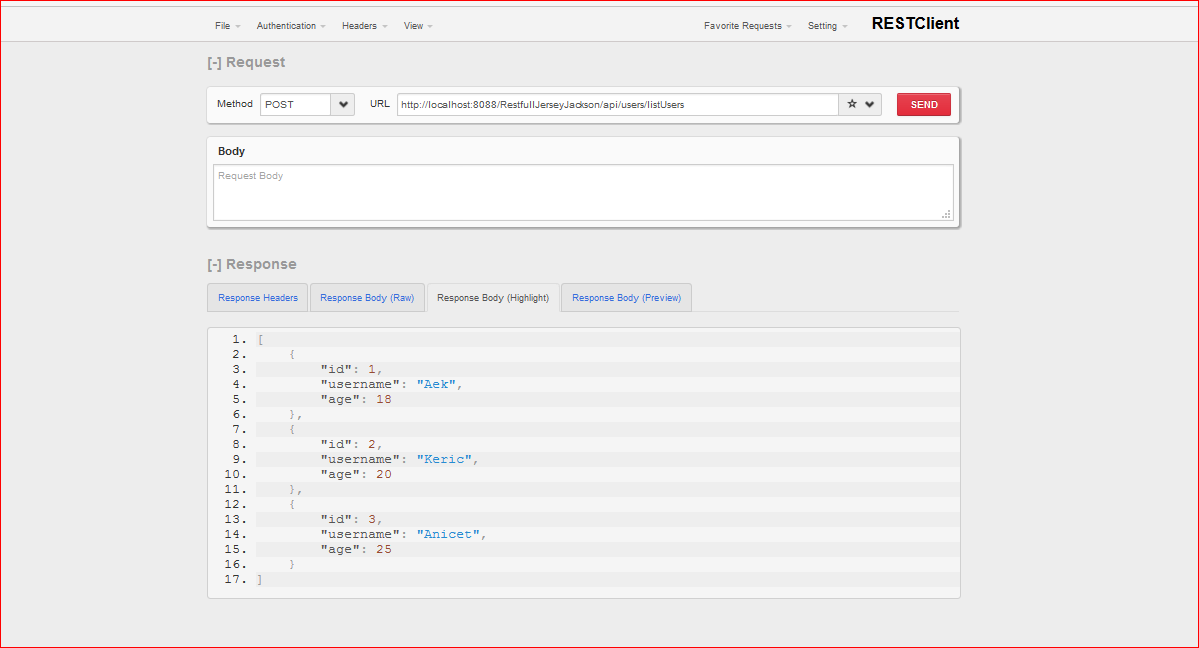 File Authentication Headers View Favorite Requests Setting RESTClient
[-] Request
Method POST URL http://localhost:8088/RestfullJerseyJackson/api/users/listUsers SEND
Body
Request Body
[-] Response
Response Headers Response Body (Raw) Response Body (Highlight) Response Body (Preview)
1. [
2. {
3. "id": 1,
4. "username": "Aek",
5. "age": 18
6. },
7. {
8. "id": 2,
9. "username": "Keric",
10. "age": 20
11. },
12. {
13. "id": 3,
14. "username": "Anicet",
15. "age": 25
16. }
17. ]